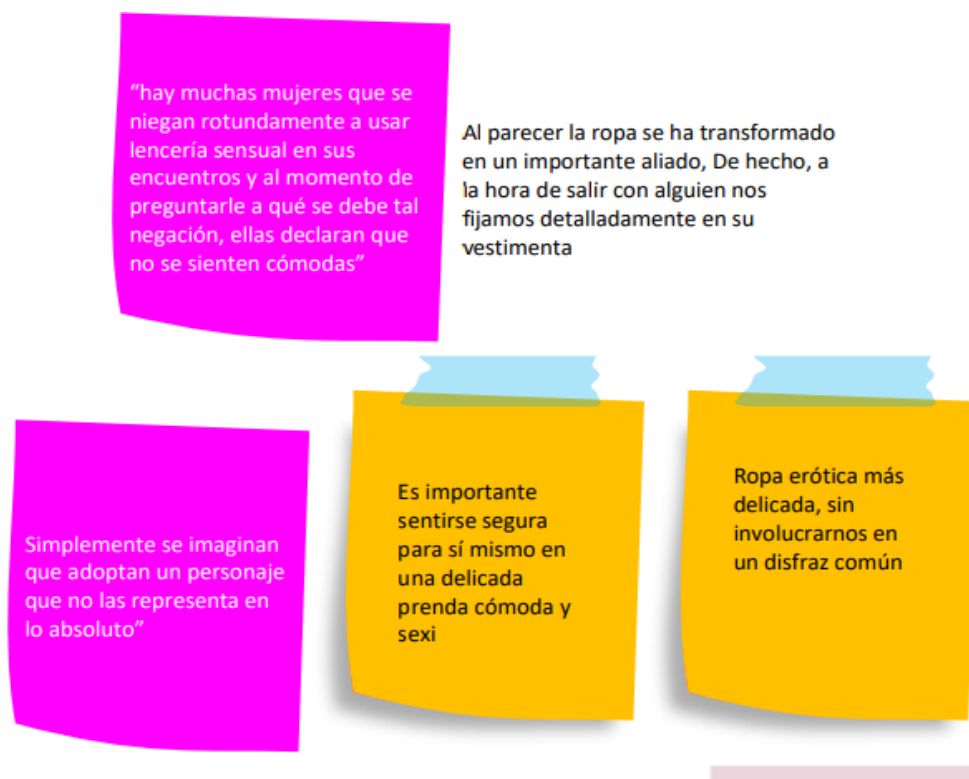 “hay muchas mujeres que se
niegan rotundamente a usar
lencería sensual en sus
encuentros y al momento de
preguntarle a qué se debe tal
negación, ellas declaran que
no se sienten cómodas”
Al parecer la ropa se ha transformado
en un importante aliado, De hecho, a
la hora de salir con alguien nos
fijamos detalladamente en su
vestimenta
Simplemente se imaginan
que adoptan un personaje
que no las representa en
lo absoluto”
Es importante
sentirse segura
para sí mismo en
una delicada
prenda cómoda y
sexi
Ropa erótica más
delicada, sin
involucrarnos en
un disfraz común